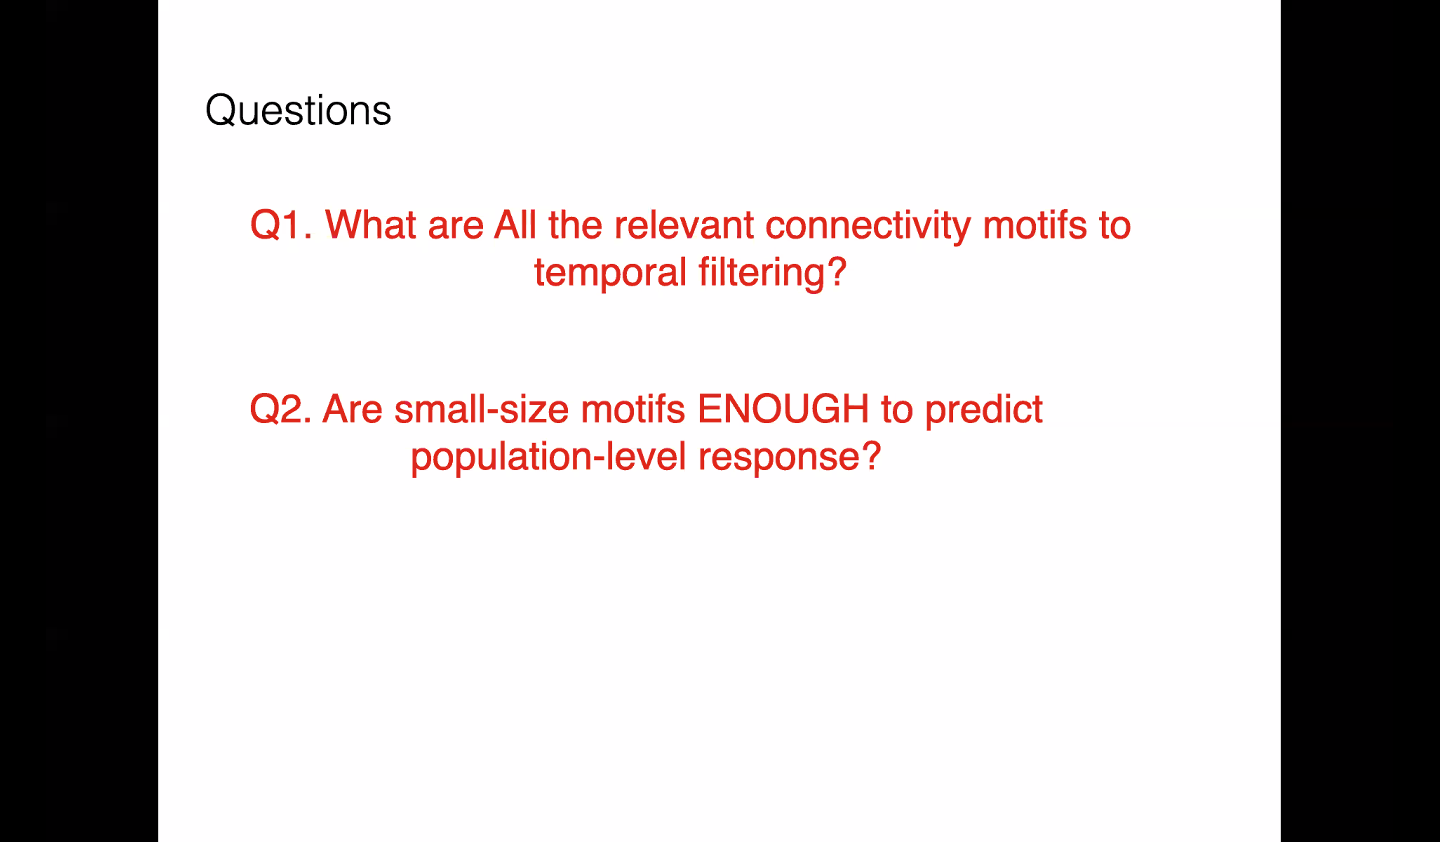 Questions
Q1. What are All the relevant connectivity motifs to
temporal filtering?
Q2. Are small-size motifs ENOUGH to predict
population-level response?